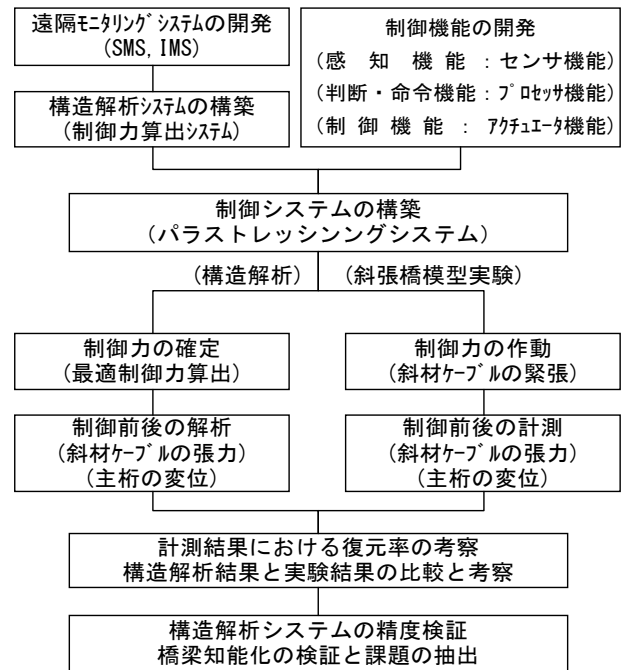 遠隔ﾓﾆﾀﾘﾝｸﾞｼｽﾃﾑの開発
(SMS, IMS)
構造解析ｼｽﾃﾑの構築
(制御力算出ｼｽﾃﾑ)
制御機能の開発
(感 知 機 能 : センサ機能)
(判断・命令機能：ﾌﾟﾛｾｯｻ機能)
(制 御 機 能 ： ｱｸﾁｭｴｰﾀ機能)
制御システムの構築
(パラストレッシンングシステム)
(構造解析)
(斜張橋模型実験)
制御力の確定
(最適制御力算出)
制御力の作動
(斜材ｹｰﾌﾞﾙの緊張)
制御前後の解析
(斜材ｹｰﾌﾞﾙの張力)
(主桁の変位)
制御前後の計測
(斜材ｹｰﾌﾞﾙの張力)
(主桁の変位)
計測結果における復元率の考察
構造解析結果と実験結果の比較と考察
構造解析システムの精度検証
橋梁知能化の検証と課題の抽出